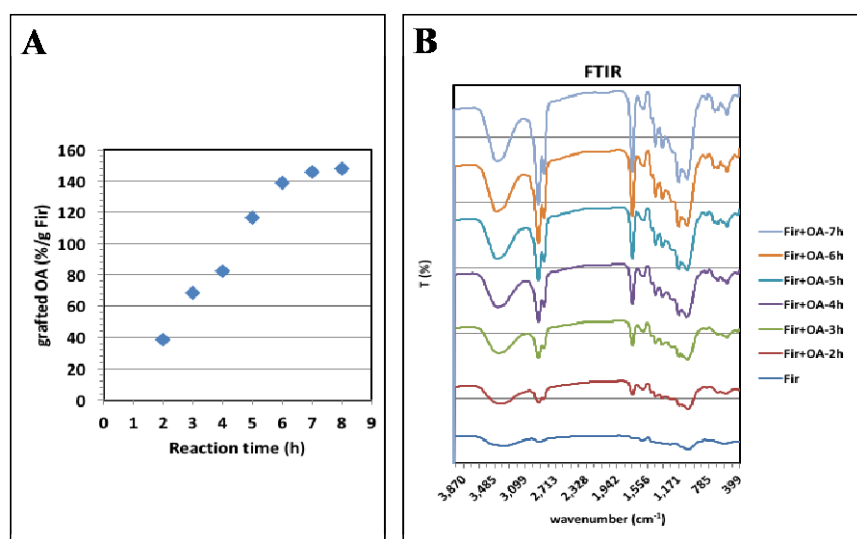 A
160
140
120
100
80
60
40
20
0
grafted OA (%/g Fir)
0 1 2 3 4 5 6 7 8 9
Reaction time (h)
B
FTIR
T (%)
Fir+OA-7h
Fir+OA-6h
Fir+OA-5h
Fir+OA-4h
Fir+OA-3h
Fir+OA-2h
Fir
3,870 3,485 3,099 2,713 2,328 1,942 1,556 1,171 785 399
wavenumber (cm⁻¹)